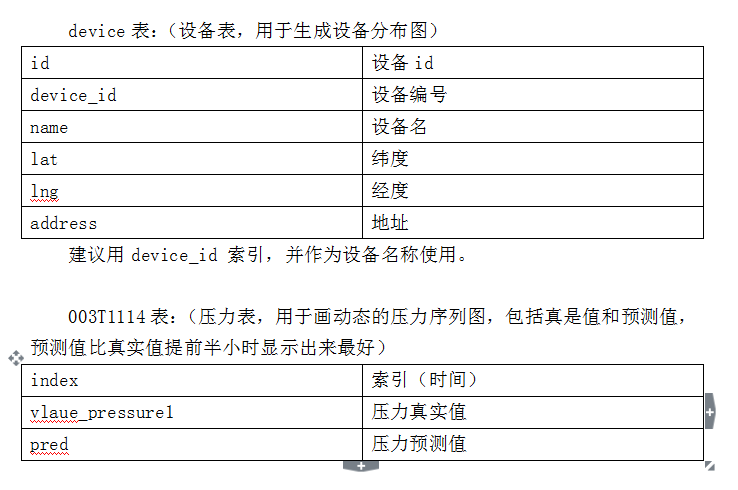 device 表:(设备表,用于生成设备分布图)
id 设备 id
device_id 设备编号
name 设备名
lat 纬度
lng 经度
address 地址
建议用 device_id 索引,并作为设备名称使用。
003T1114 表:(压力表,用于画动态的压力序列图,包括真是值和预测值,
预测值比真实值提前半小时显示出来最好)
index 索引(时间)
vlaue_pressure1 压力真实值
pred 压力预测值